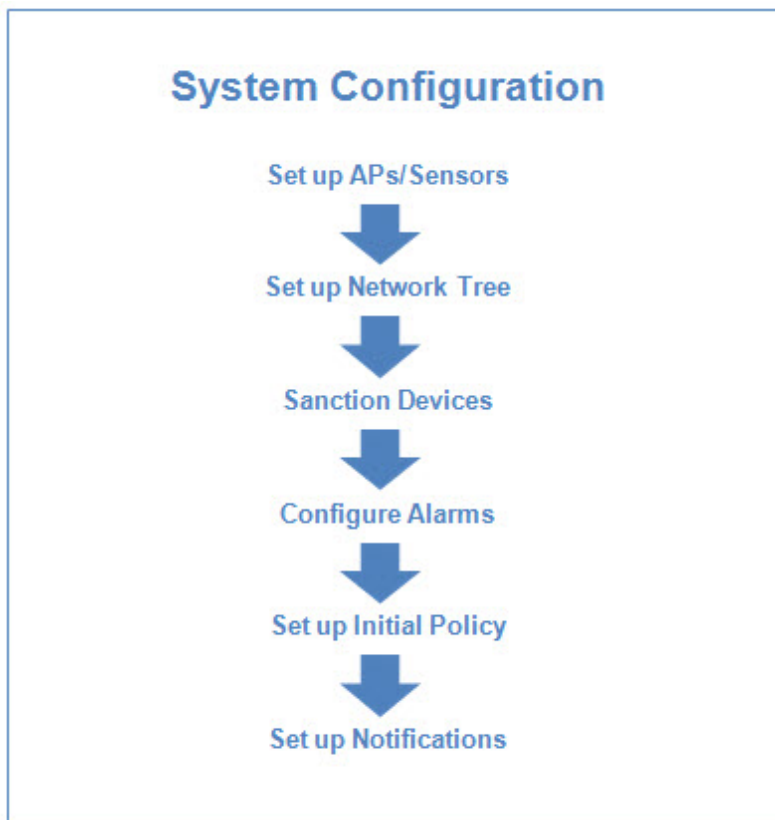 System Configuration
Set up APs/Sensors
Set up Network Tree
Sanction Devices
Configure Alarms
Set up Initial Policy
Set up Notifications